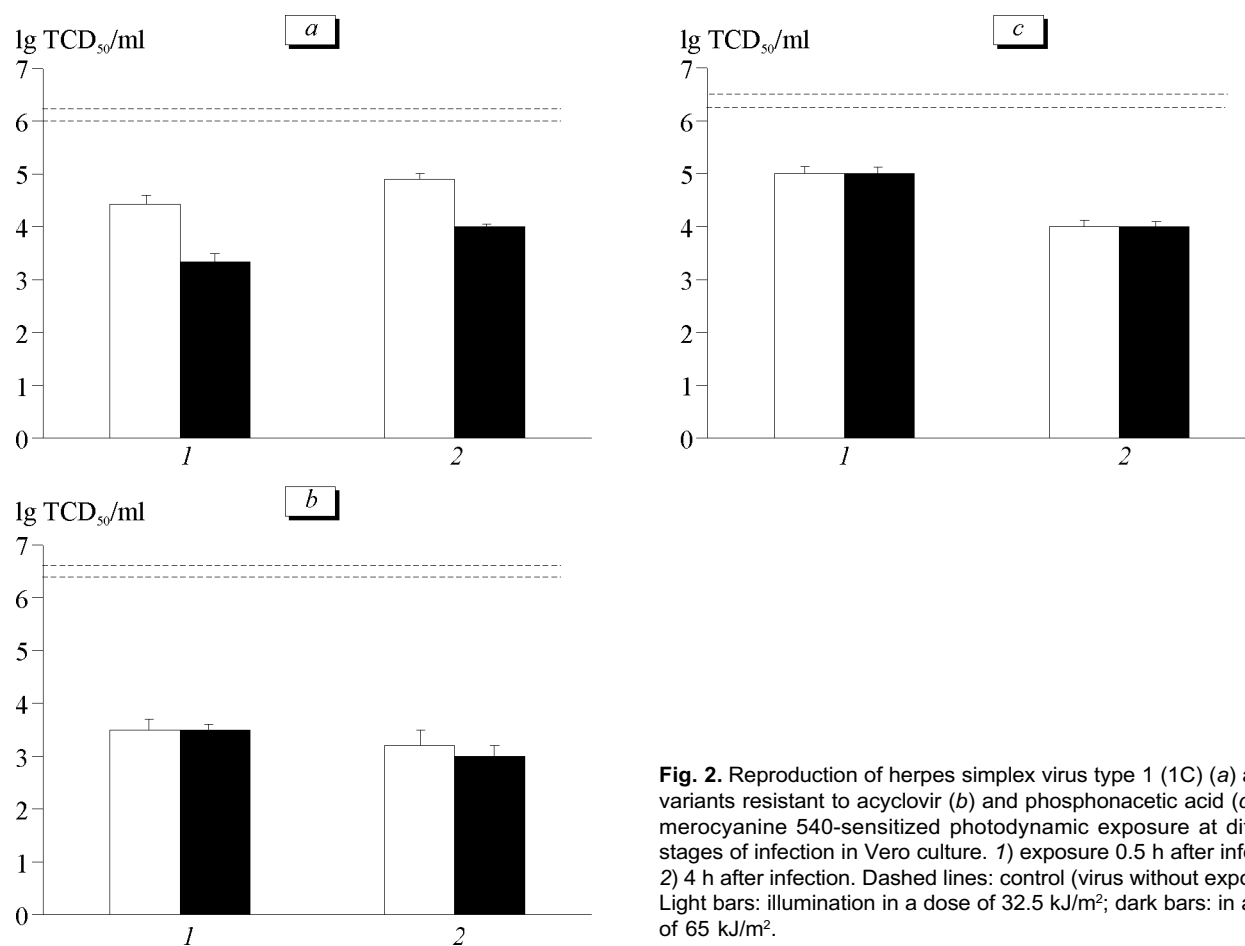 a
lg TCD₅₀/ml
7
6
5
4
3
2
1
0
1 2
c
lg TCD₅₀/ml
7
6
5
4
3
2
1
0
1 2
b
lg TCD₅₀/ml
7
6
5
4
3
2
1
0
1 2
Fig. 2. Reproduction of herpes simplex virus type 1 (1C) (a)
variants resistant to acyclovir (b) and phosphonacetic acid (c
merocyanine 540-sensitized photodynamic exposure at
stages of infection in Vero culture. 1) exposure 0.5 h after
2) 4 h after infection. Dashed lines: control (virus without
Light bars: illumination in a dose of 32.5 kJ/m²; dark bars: in
of 65 kJ/m².